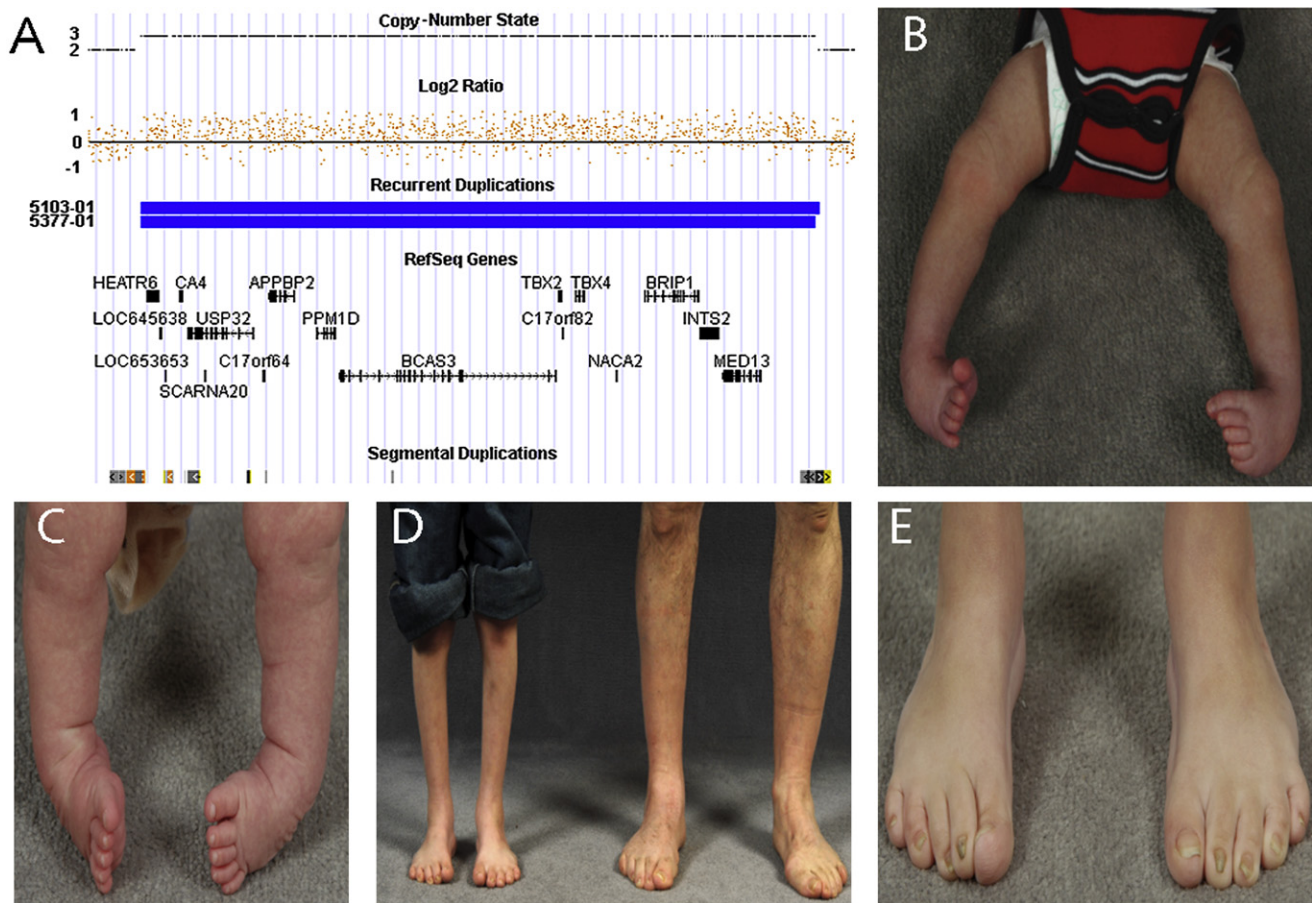 A
Copy-Number State
3
2
Log2 Ratio
1
0
-1
Recurrent Duplications
5103-01
5377-01
RefSeq Genes
HEATR6 CA4 APPBP2 TBX2 TBX4 BRIP1
LOC645638 USP32 PPM1D C17orf82 INTS2
LOC653653 C17orf64 BCAS3 NACA2 MED13
SCARNA20
Segmental Duplications
B
C
D
E